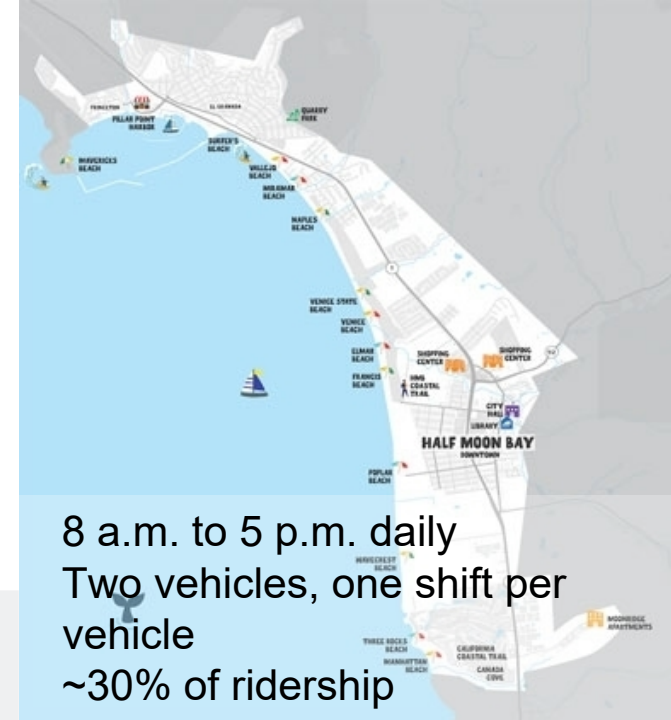 QUARRY
PARK
PRINCETON
EL GRANADA
PILLAR POINT
HARBOR
SURFER'S
BEACH
MAVERICKS
BEACH
VALLEJO
BEACH
MIRAMAR
BEACH
NAPLES
BEACH
1
VENICE STATE
BEACH
VENICE
BEACH
ELMAR
BEACH
SHOPPING
CENTER
SHOPPING
CENTER
92
FRANCIS
BEACH
HMB
COASTAL
TRAIL
CITY
HALL
LIBRARY
HALF MOON BAY
DOWNTOWN
POPLAR
BEACH
8 a.m. to 5 p.m. daily
Two vehicles, one shift per
vehicle
~30% of ridership
WAVECREST
BEACH
MOONRIDGE
APARTMENTS
THREE ROCKS
BEACH
CALIFORNIA
COASTAL TRAIL
MANHATTAN
BEACH
CANADA
COVE